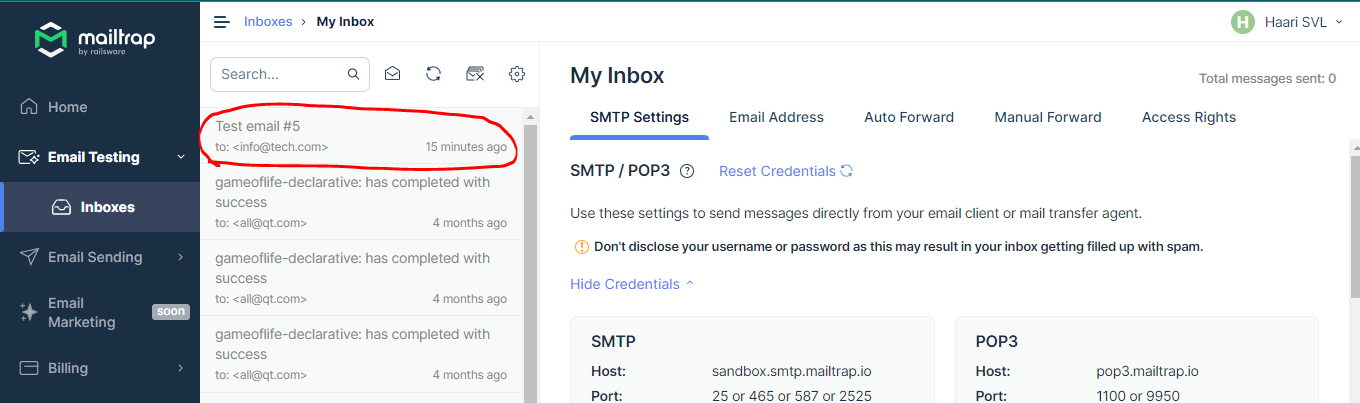 mailtrap
by railsware
Home
Email Testing
Inboxes
Email Sending
Email
Marketing
soon
Billing
Inboxes > My Inbox
H Haari SVL
Search...
Test email #5
to: <info@tech.com> 15 minutes ago
gameoflife-declarative: has completed with
success
to: <all@qt.com> 4 months ago
gameoflife-declarative: has completed with
success
to: <all@qt.com> 4 months ago
gameoflife-declarative: has completed with
success
to: <all@qt.com> 4 months ago
My Inbox
Total messages sent: 0
SMTP Settings Email Address Auto Forward Manual Forward Access Rights
SMTP / POP3 ? Reset Credentials
Use these settings to send messages directly from your email client or mail transfer agent.
Don't disclose your username or password as this may result in your inbox getting filled up with spam.
Hide Credentials
SMTP
Host: sandbox.smtp.mailtrap.io
Port: 25 or 465 or 587 or 2525
POP3
Host: pop3.mailtrap.io
Port: 1100 or 9950